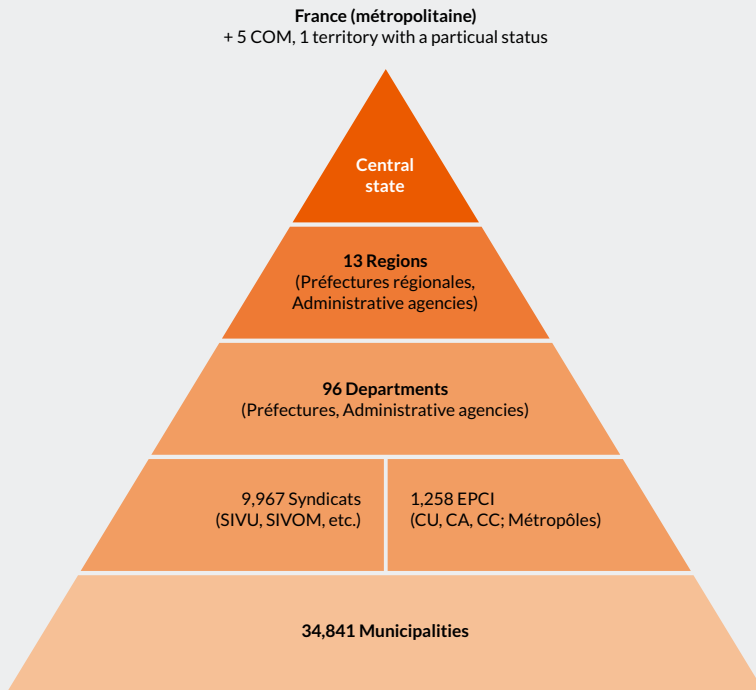 France (métropolitaine)
+ 5 COM, 1 territory with a particual status
Central
state
13 Regions
(Préfectures régionales,
Administrative agencies)
96 Departments
(Préfectures, Administrative agencies)
9,967 Syndicats
(SIVU, SIVOM, etc.)
1,258 EPCI
(CU, CA, CC; Métropôles)
34,841 Municipalities